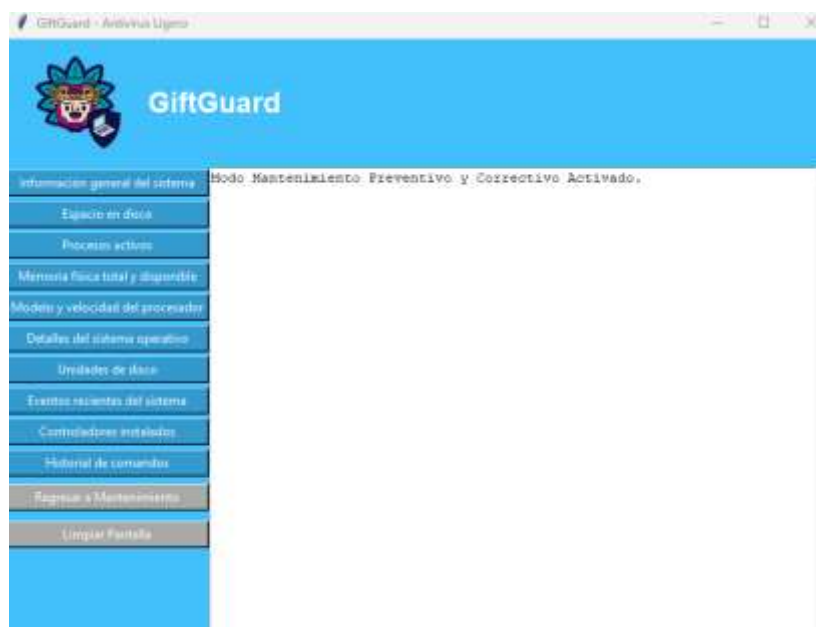 GiftGuard - Antivirus Ligero
GiftGuard
Información general del sistema
Espacio en disco
Procesos activos
Memoria física total y disponible
Modelo y velocidad del procesador
Detalles del sistema operativo
Unidades de disco
Eventos recientes del sistema
Controladores instalados
Historial de comandos
Regresar a Mantenimiento
Limpiar Pantalla
Modo Mantenimiento Preventivo y Correctivo Activado.